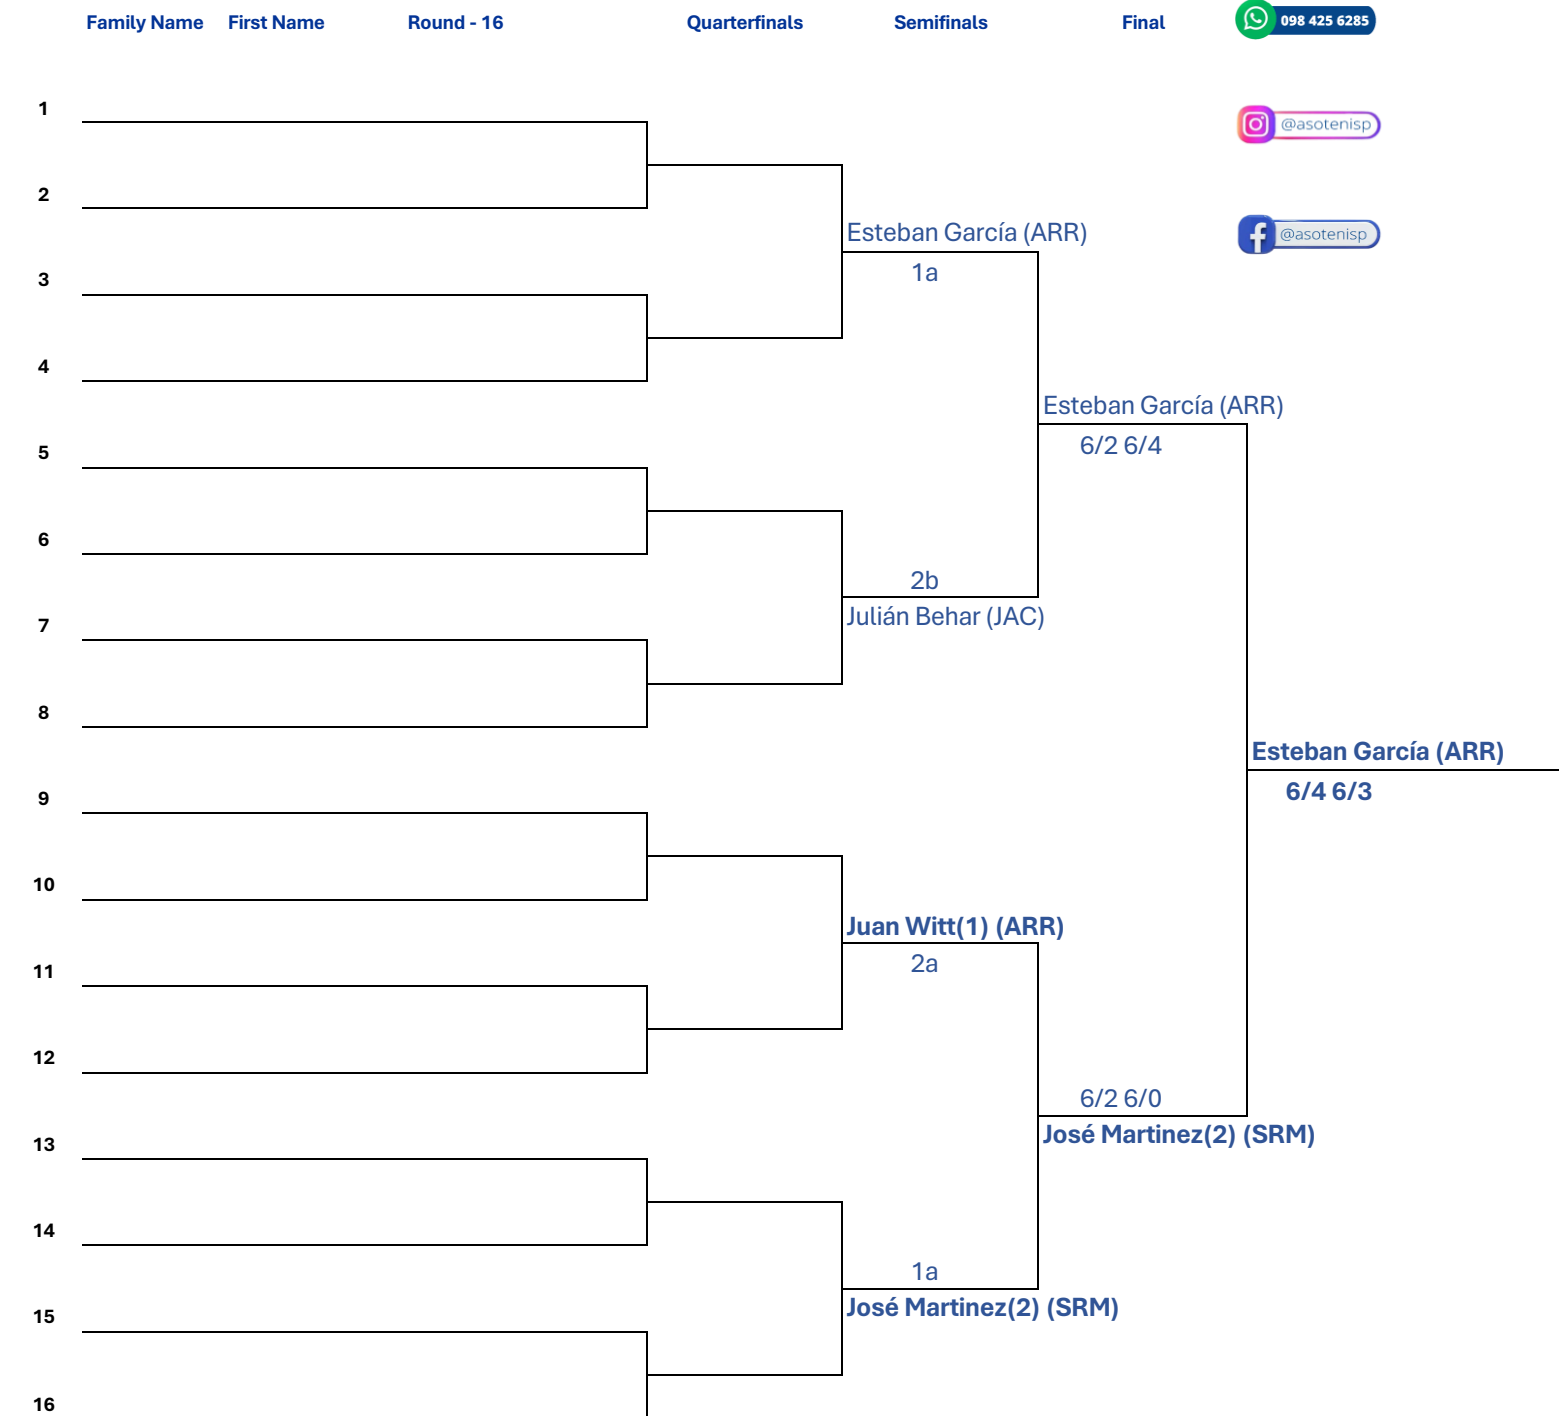 Family Name First Name Round - 16 Quarterfinals Semifinals Final 098 425 6285
1
@asotenisp
2
Esteban García (ARR)
@asotenisp
1a
3
4
Esteban García (ARR)
6/2 6/4
5
6
2b
Julián Behar (JAC)
7
8
Esteban García (ARR)
6/4 6/3
9
10
Juan Witt(1) (ARR)
2a
11
12
6/2 6/0
José Martinez(2) (SRM)
13
14
1a
José Martinez(2) (SRM)
15
16